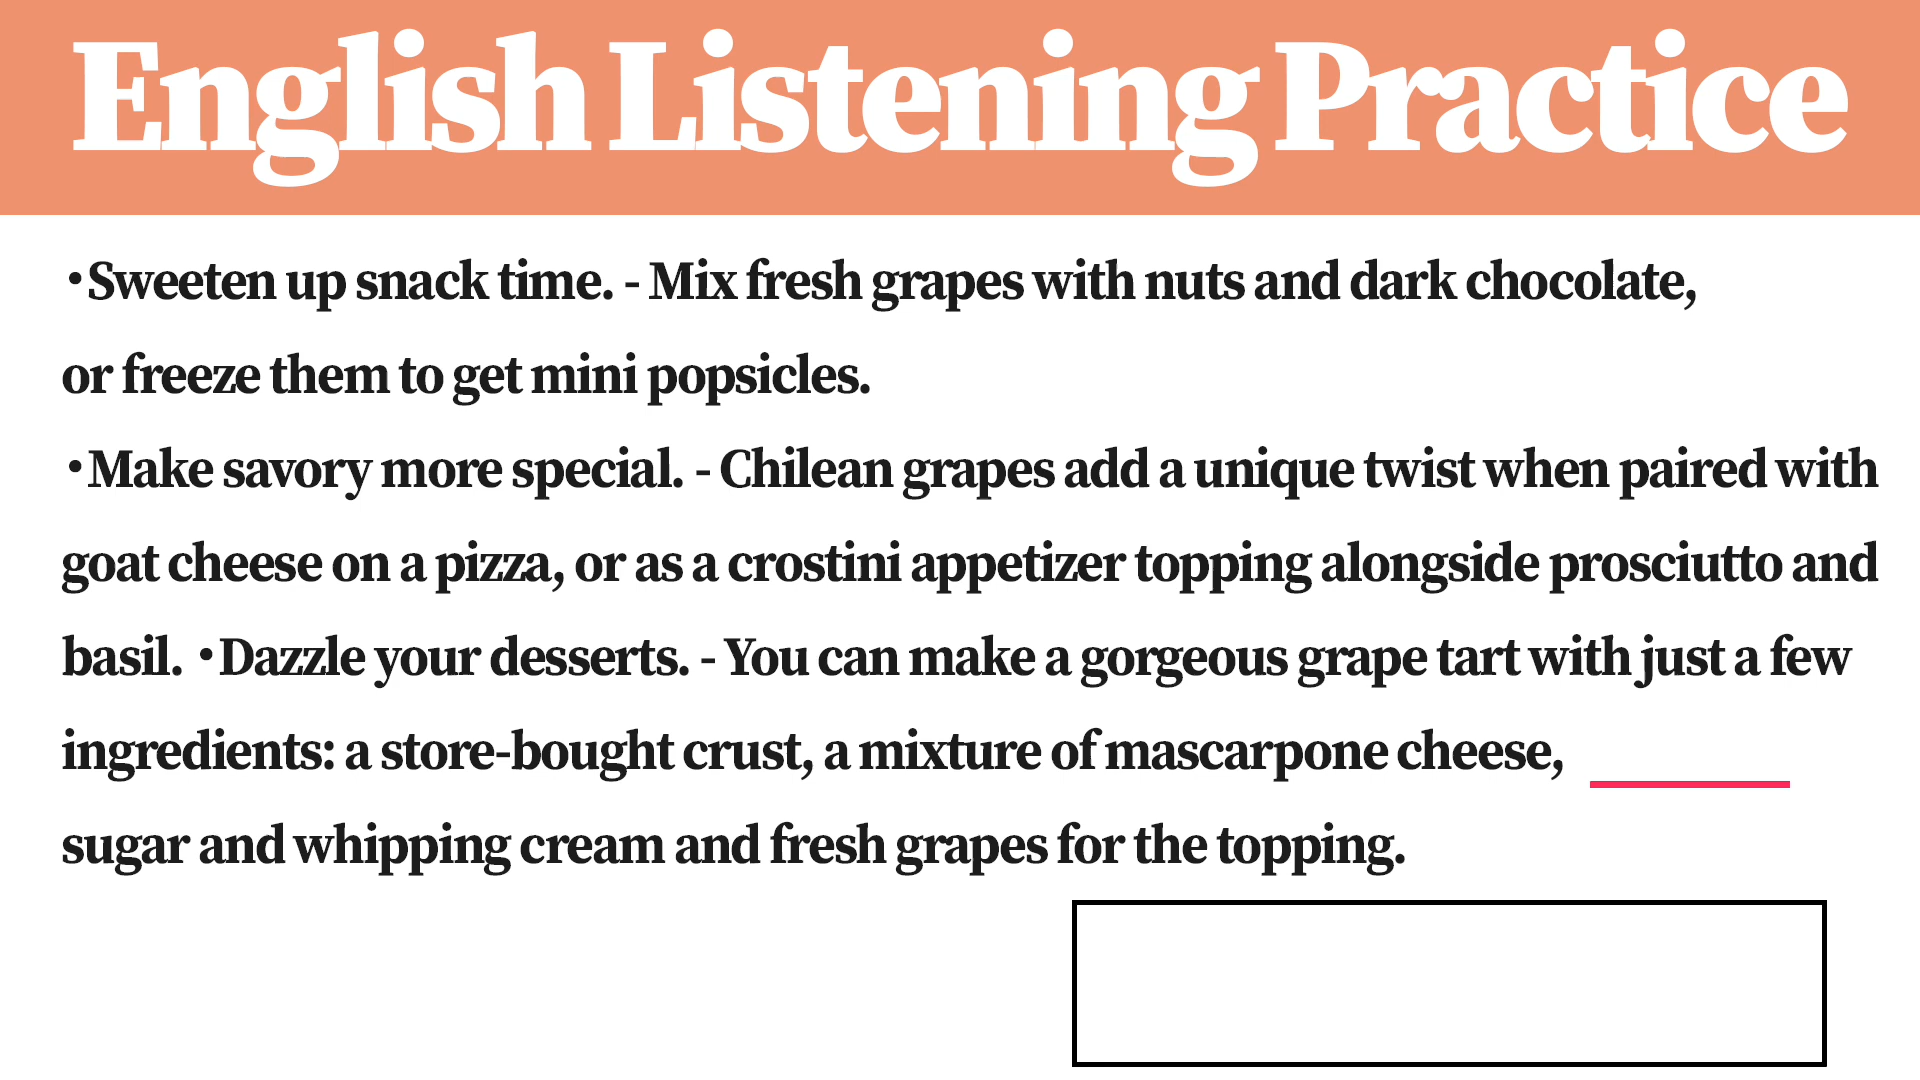 English Listening Practice
・Sweeten up snack time. - Mix fresh grapes with nuts and dark chocolate,
or freeze them to get mini popsicles.
・Make savory more special. - Chilean grapes add a unique twist when paired with
goat cheese on a pizza, or as a crostini appetizer topping alongside prosciutto and
basil. ・Dazzle your desserts. - You can make a gorgeous grape tart with just a few
ingredients: a store-bought crust, a mixture of mascarpone cheese,
sugar and whipping cream and fresh grapes for the topping.